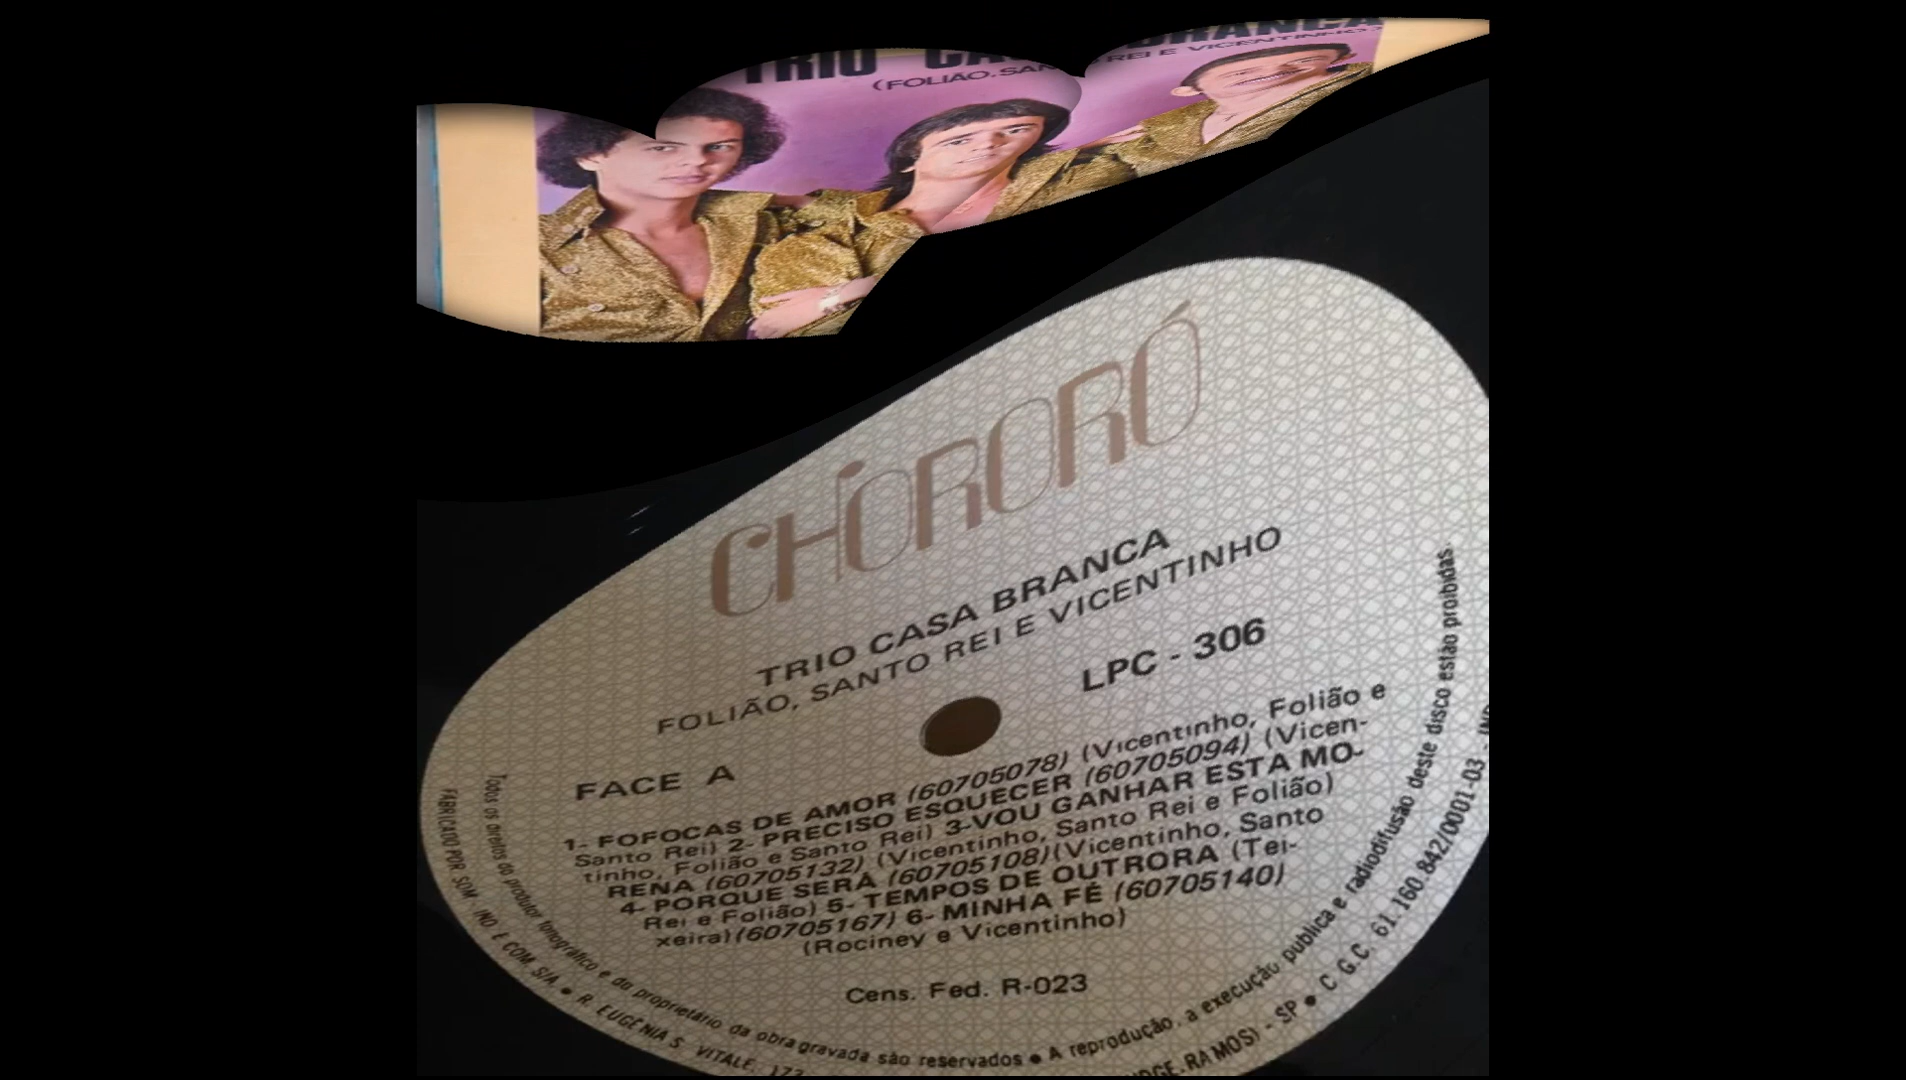 TRIO
(FOLIÃO, REI E VICENTINHO)
CHORORÓ
TRIO CASA BRANCA
FOLIÃO, SANTO REI E VICENTINHO
LPC - 306
FACE A
1- FOFOCAS DE AMOR (60705078) (Vicentinho, Folião e
Santo Rei) 2- PRECISO ESQUECER (60705094) (Vicen-
tinho, Folião e Santo Rei) 3-VOU GANHAR ESTA MO-
RENA (60705132) (Vicentinho, Santo Rei e Folião)
4- PORQUE SERÁ (60705108)(Vicentinho, Santo
Rei e Folião) 5- TEMPOS DE OUTRORA (Tei-
xeira)(60705167) 6- MINHA FÉ (60705140)
(Rociney e Vicentinho)
Cens. Fed. R-023
Todos os direitos do produtor fonográfico e do proprietário da obra gravada são reservados ● A reprodução, a execução publica e radiodifusão deste disco estão proibidas.
FABRICADO POR SOM IND. E COM. S/A ● R. EUGÊNIA S. VITALE, RAMOS) - SP ● C.G.C. 61.160.842/0001-03